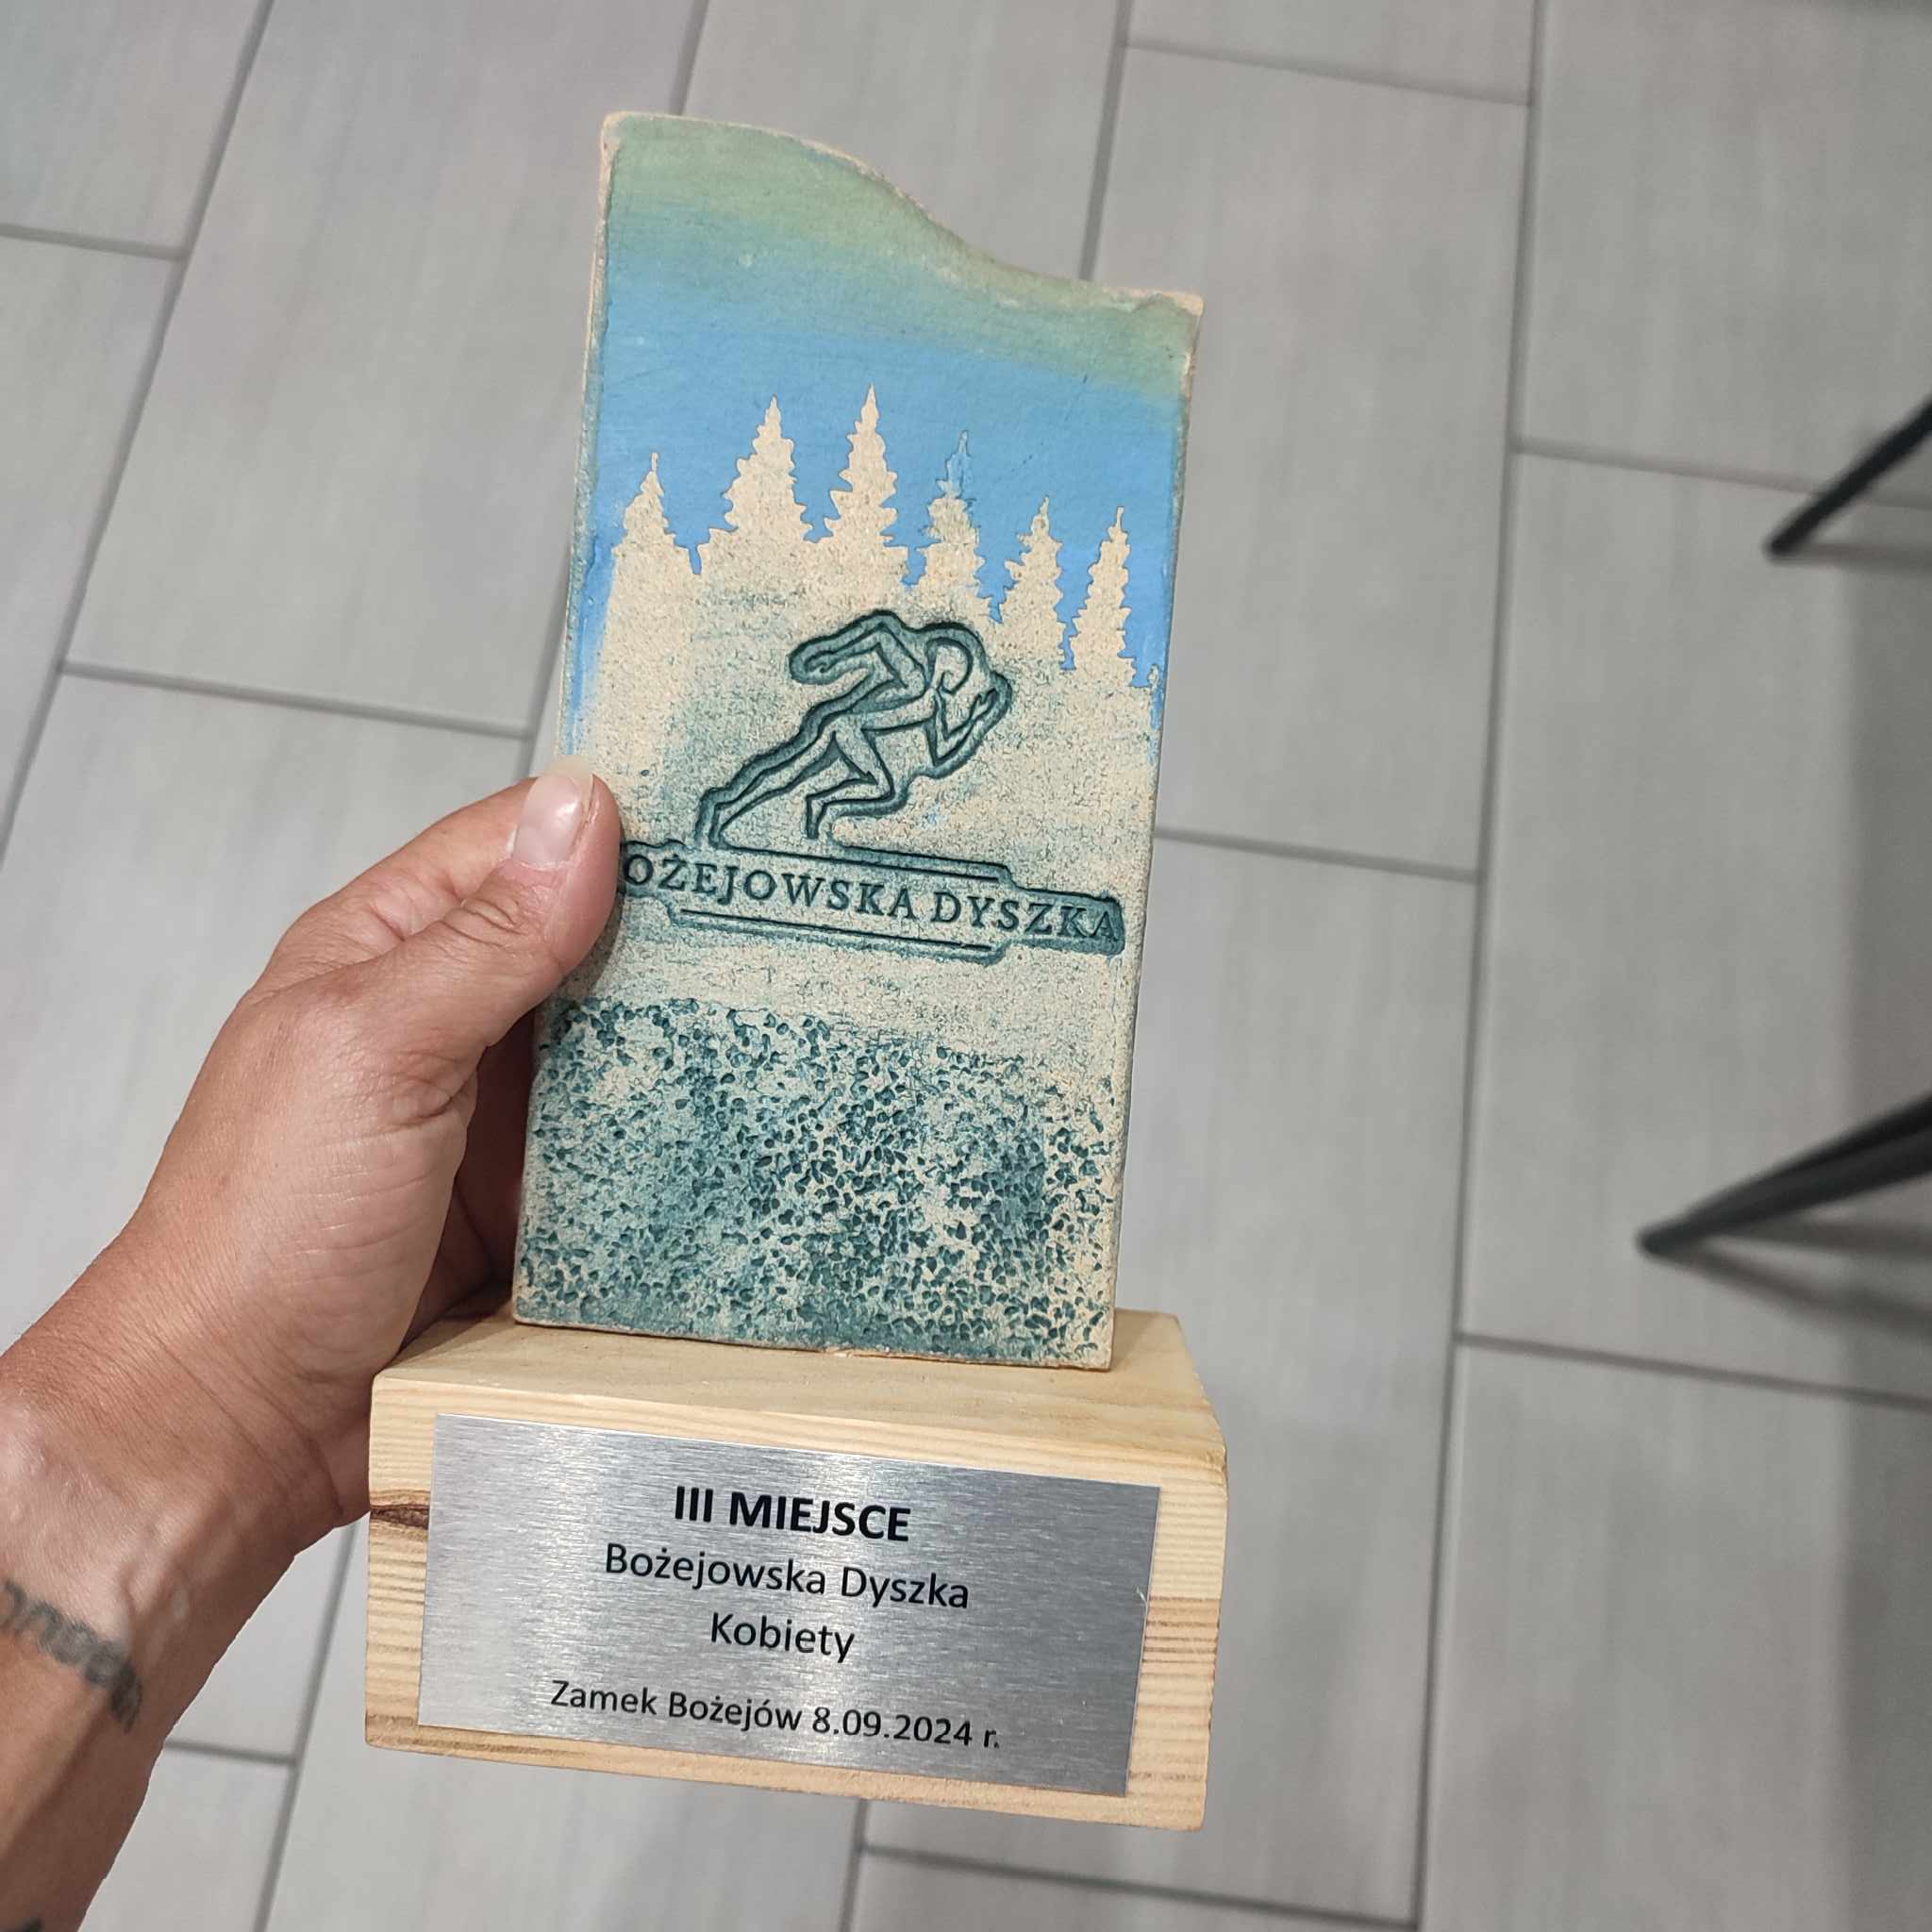 OŻEJOWSKA DYSZKA
III MIEJSCE
Bożejowska Dyszka
Kobiety
Zamek Bożejów 8.09.2024 r.